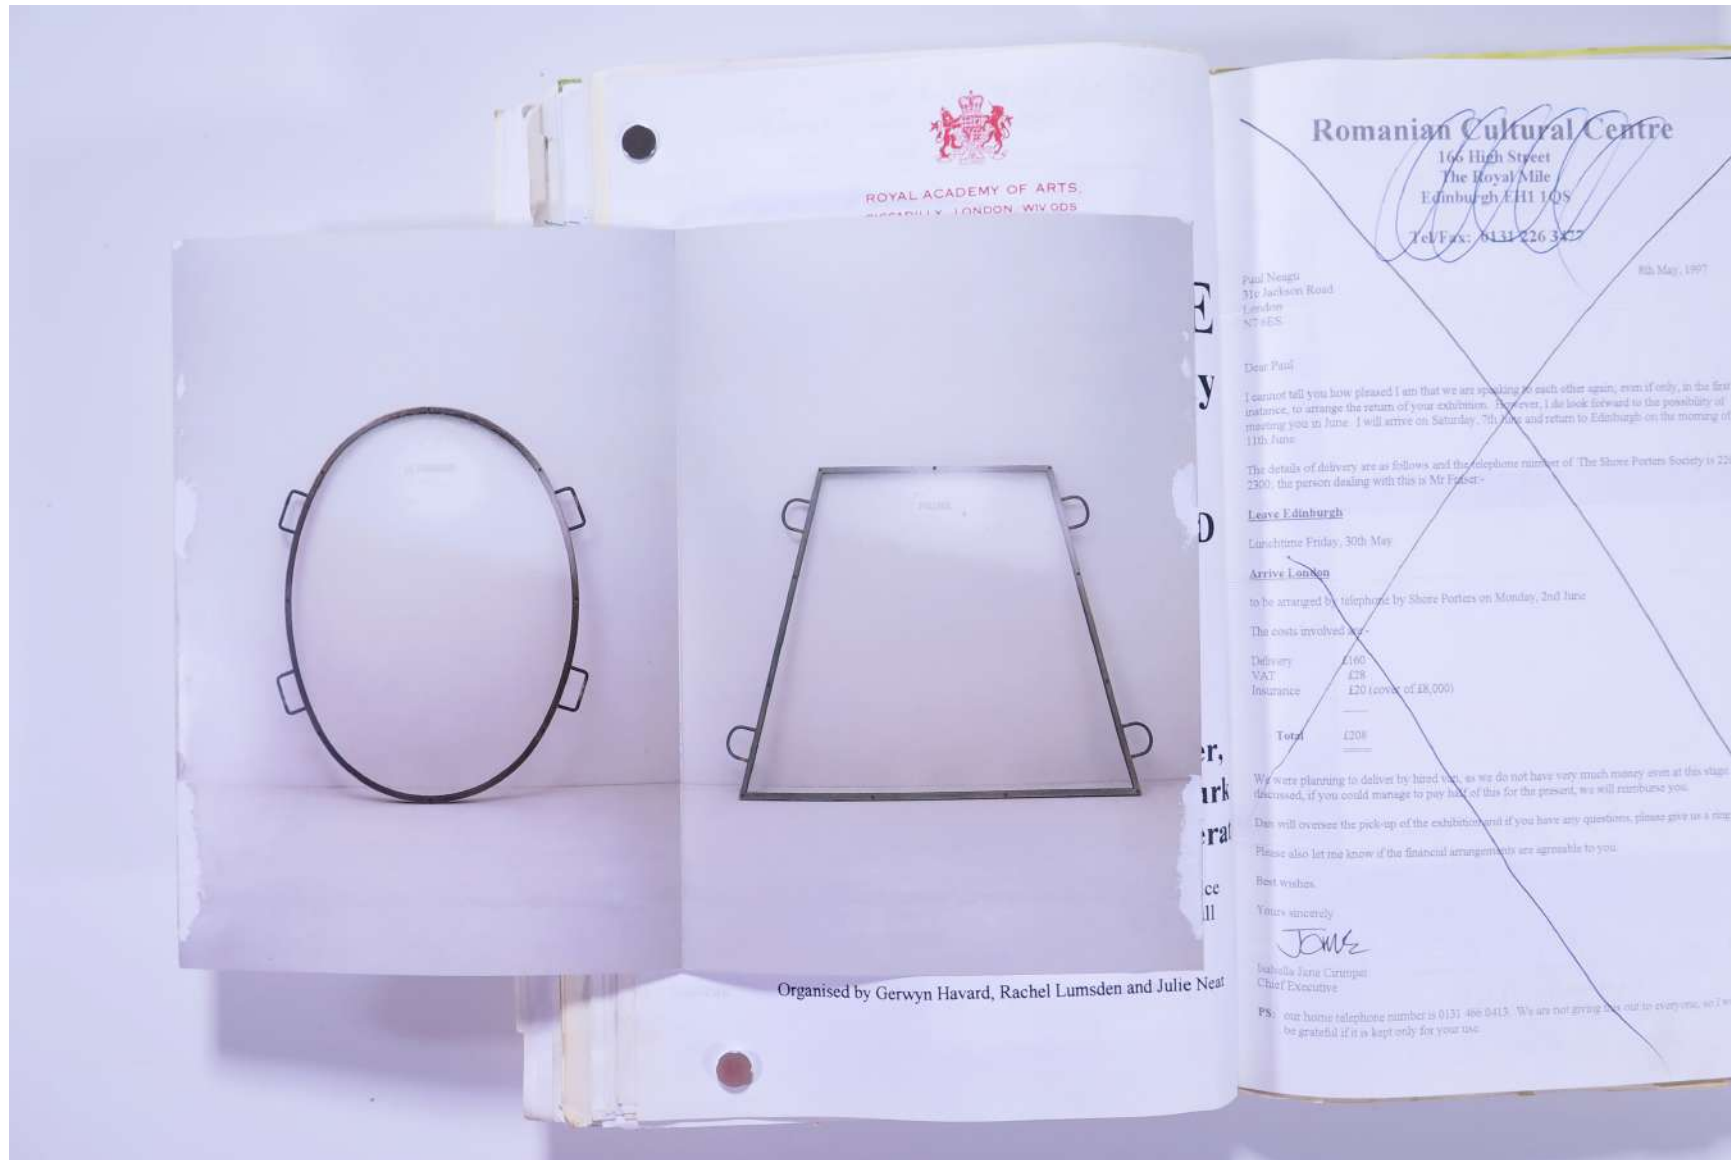 ROYAL ACADEMY OF ARTS,
PICCADILLY, LONDON W1V 0DS
E
y
O
er,
ark
erat
ce
ll
Organised by Gerwyn Havard, Rachel Lumsden and Julie Neat
Romanian Cultural Centre
166 High Street
The Royal Mile
Edinburgh EH1 1QS
Tel/Fax: 0131 226 3477
8th May, 1997
Paul Neagu
31c Jackson Road
London
N7 6ES
Dear Paul
I cannot tell you how pleased I am that we are speaking to each other again, even if only, in the first
instance, to arrange the return of your exhibition. However, I do look forward to the possibility of
meeting you in June. I will arrive on Saturday, 7th June and return to Edinburgh on the morning of
11th June
The details of delivery are as follows and the telephone number of The Shore Porters Society is 226
2300, the person dealing with this is Mr Fraser:-
Leave Edinburgh
Lunchtime Friday, 30th May
Arrive London
to be arranged by telephone by Shore Porters on Monday, 2nd June
The costs involved are:-
Delivery £160
VAT £28
Insurance £20 (cover of £8,000)
Total £208
We were planning to deliver by hired van, as we do not have very much money even at this stage
discussed, if you could manage to pay half of this for the present, we will reimburse you.
Dan will oversee the pick-up of the exhibition and if you have any questions, please give us a ring
Please also let me know if the financial arrangements are agreeable to you.
Best wishes.
Yours sincerely
Jane
Isabella Jane Cirimpei
Chief Executive
PS: our home telephone number is 0131 466 0413. We are not giving this out to everyone, so I w
be grateful if it is kept only for your use.